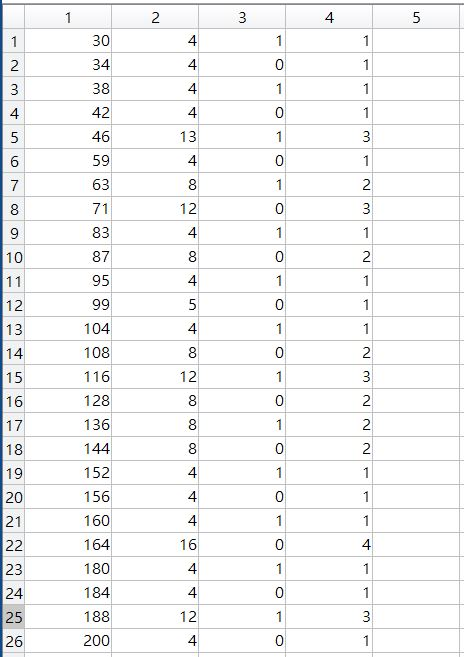 1 2 3 4 5
1 30 4 1 1
2 34 4 0 1
3 38 4 1 1
4 42 4 0 1
5 46 13 1 3
6 59 4 0 1
7 63 8 1 2
8 71 12 0 3
9 83 4 1 1
10 87 8 0 2
11 95 4 1 1
12 99 5 0 1
13 104 4 1 1
14 108 8 0 2
15 116 12 1 3
16 128 8 0 2
17 136 8 1 2
18 144 8 0 2
19 152 4 1 1
20 156 4 0 1
21 160 4 1 1
22 164 16 0 4
23 180 4 1 1
24 184 4 0 1
25 188 12 1 3
26 200 4 0 1